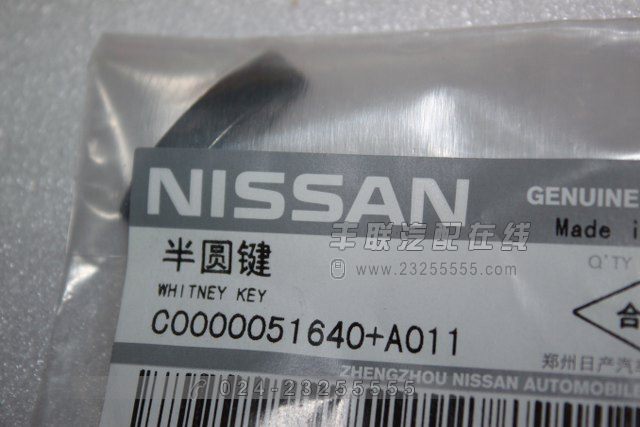 NISSAN
GENUINE
Made i
半圆键
丰联汽配在线
www.23255555.com
Q'TY
WHITNEY KEY
合
C0000051640+A011
郑州日产汽
ZHENGZHOU NISSAN AUTOMOBILE
024-23255555